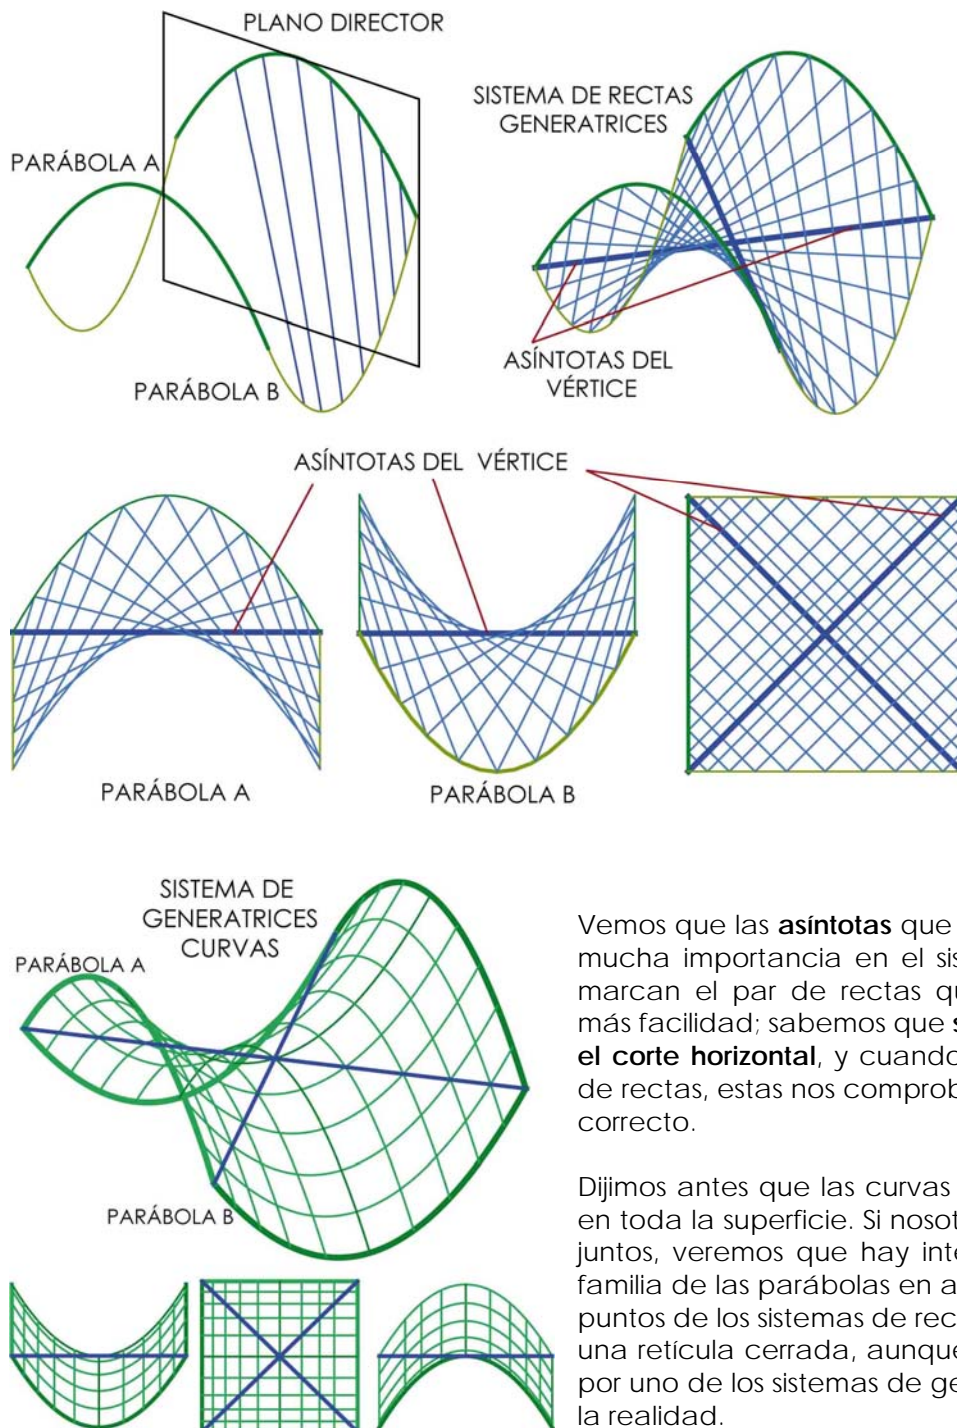 PLANO DIRECTOR
PARÁBOLA A
PARÁBOLA B
SISTEMA DE RECTAS
GENERATRICES
ASÍNTOTAS DEL
VÉRTICE
ASÍNTOTAS DEL VÉRTICE
PARÁBOLA A
PARÁBOLA B
SISTEMA DE
GENERATRICES
CURVAS
PARÁBOLA A
PARÁBOLA B
Vemos que las asíntotas que
mucha importancia en el sis
marcan el par de rectas qu
más facilidad; sabemos que s
el corte horizontal, y cuando
de rectas, estas nos comprob
correcto.
Dijimos antes que las curvas
en toda la superficie. Si nosot
juntos, veremos que hay inte
familia de las parábolas en a
puntos de los sistemas de rec
una retícula cerrada, aunque
por uno de los sistemas de ge
la realidad.